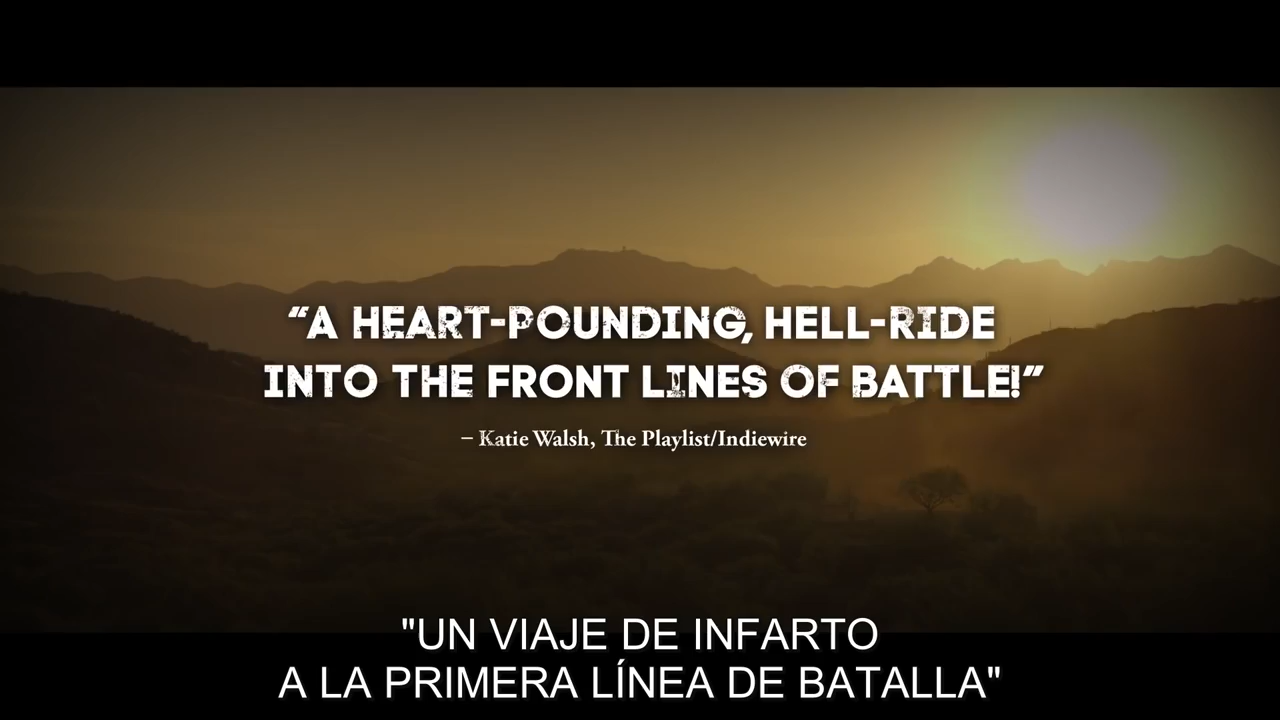 “A HEART-POUNDING, HELL-RIDE
INTO THE FRONT LINES OF BATTLE!”
– Katie Walsh, The Playlist/Indiewire
"UN VIAJE DE INFARTO
A LA PRIMERA LÍNEA DE BATALLA"